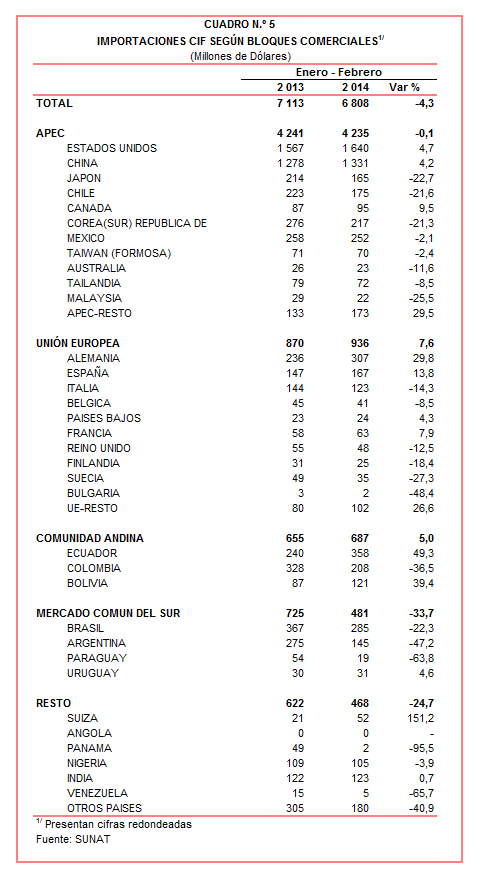 CUADRO N.º 5
IMPORTACIONES CIF SEGÚN BLOQUES COMERCIALES1/
(Millones de Dólares)
Enero - Febrero
2 013 2 014 Var %
TOTAL 7 113 6 808 -4,3
APEC 4 241 4 235 -0,1
ESTADOS UNIDOS 1 567 1 640 4,7
CHINA 1 278 1 331 4,2
JAPON 214 165 -22,7
CHILE 223 175 -21,6
CANADA 87 95 9,5
COREA(SUR) REPUBLICA DE 276 217 -21,3
MEXICO 258 252 -2,1
TAIWAN (FORMOSA) 71 70 -2,4
AUSTRALIA 26 23 -11,6
TAILANDIA 79 72 -8,5
MALAYSIA 29 22 -25,5
APEC-RESTO 133 173 29,5
UNIÓN EUROPEA 870 936 7,6
ALEMANIA 236 307 29,8
ESPAÑA 147 167 13,8
ITALIA 144 123 -14,3
BELGICA 45 41 -8,5
PAISES BAJOS 23 24 4,3
FRANCIA 58 63 7,9
REINO UNIDO 55 48 -12,5
FINLANDIA 31 25 -18,4
SUECIA 49 35 -27,3
BULGARIA 3 2 -48,4
UE-RESTO 80 102 26,6
COMUNIDAD ANDINA 655 687 5,0
ECUADOR 240 358 49,3
COLOMBIA 328 208 -36,5
BOLIVIA 87 121 39,4
MERCADO COMUN DEL SUR 725 481 -33,7
BRASIL 367 285 -22,3
ARGENTINA 275 145 -47,2
PARAGUAY 54 19 -63,8
URUGUAY 30 31 4,6
RESTO 622 468 -24,7
SUIZA 21 52 151,2
ANGOLA 0 0 -
PANAMA 49 2 -95,5
NIGERIA 109 105 -3,9
INDIA 122 123 0,7
VENEZUELA 15 5 -65,7
OTROS PAISES 305 180 -40,9
1/ Presentan cifras redondeadas
Fuente: SUNAT